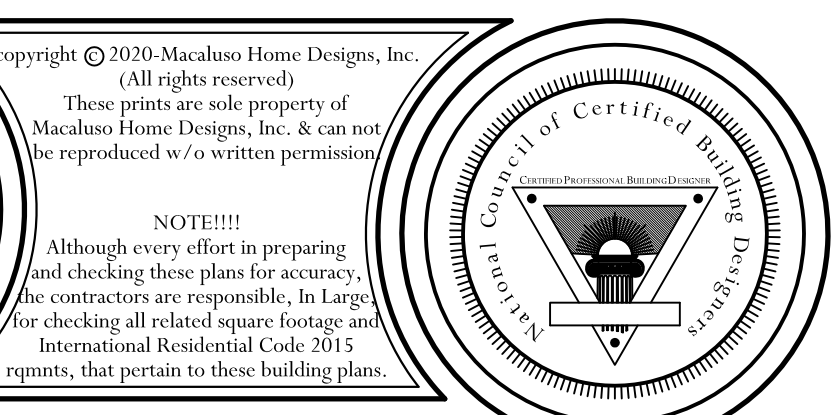 copyright © 2020-Macaluso Home Designs, Inc.
(All rights reserved)
These prints are sole property of
Macaluso Home Designs, Inc. & can not
be reproduced w/o written permission.
NOTE!!!!
Although every effort in preparing
and checking these plans for accuracy,
the contractors are responsible, In Large,
for checking all related square footage and
International Residential Code 2015
rqmnts, that pertain to these building plans.
National Council of Certified Building Designers
CERTIFIED PROFESSIONAL BUILDING DESIGNER